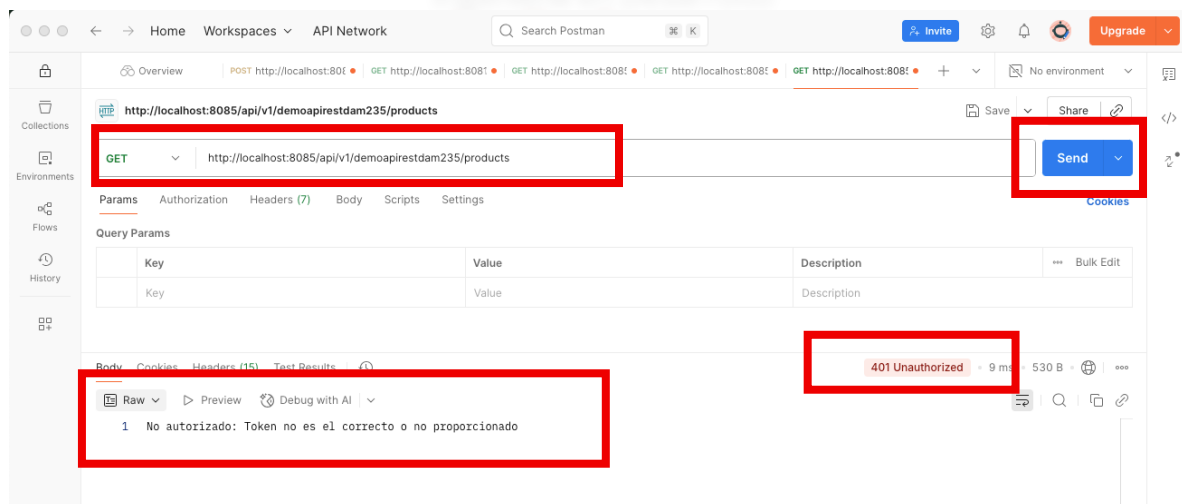 Home Workspaces API Network Search Postman ⌘ K Invite Upgrade
Overview POST http://localhost:808 GET http://localhost:8081 GET http://localhost:808 GET http://localhost:808 GET http://localhost:808 No environment
HTTP http://localhost:8085/api/v1/demoapirestdam235/products Save Share
Collections
GET http://localhost:8085/api/v1/demoapirestdam235/products Send
Environments
Params Authorization Headers (7) Body Scripts Settings Cookies
Flows
Query Params
Key Value Description Bulk Edit
History
Key Value Description
Body Cookies Headers (15) Test Results 401 Unauthorized 9 ms 530 B
Raw Preview Debug with AI
1 No autorizado: Token no es el correcto o no proporcionado